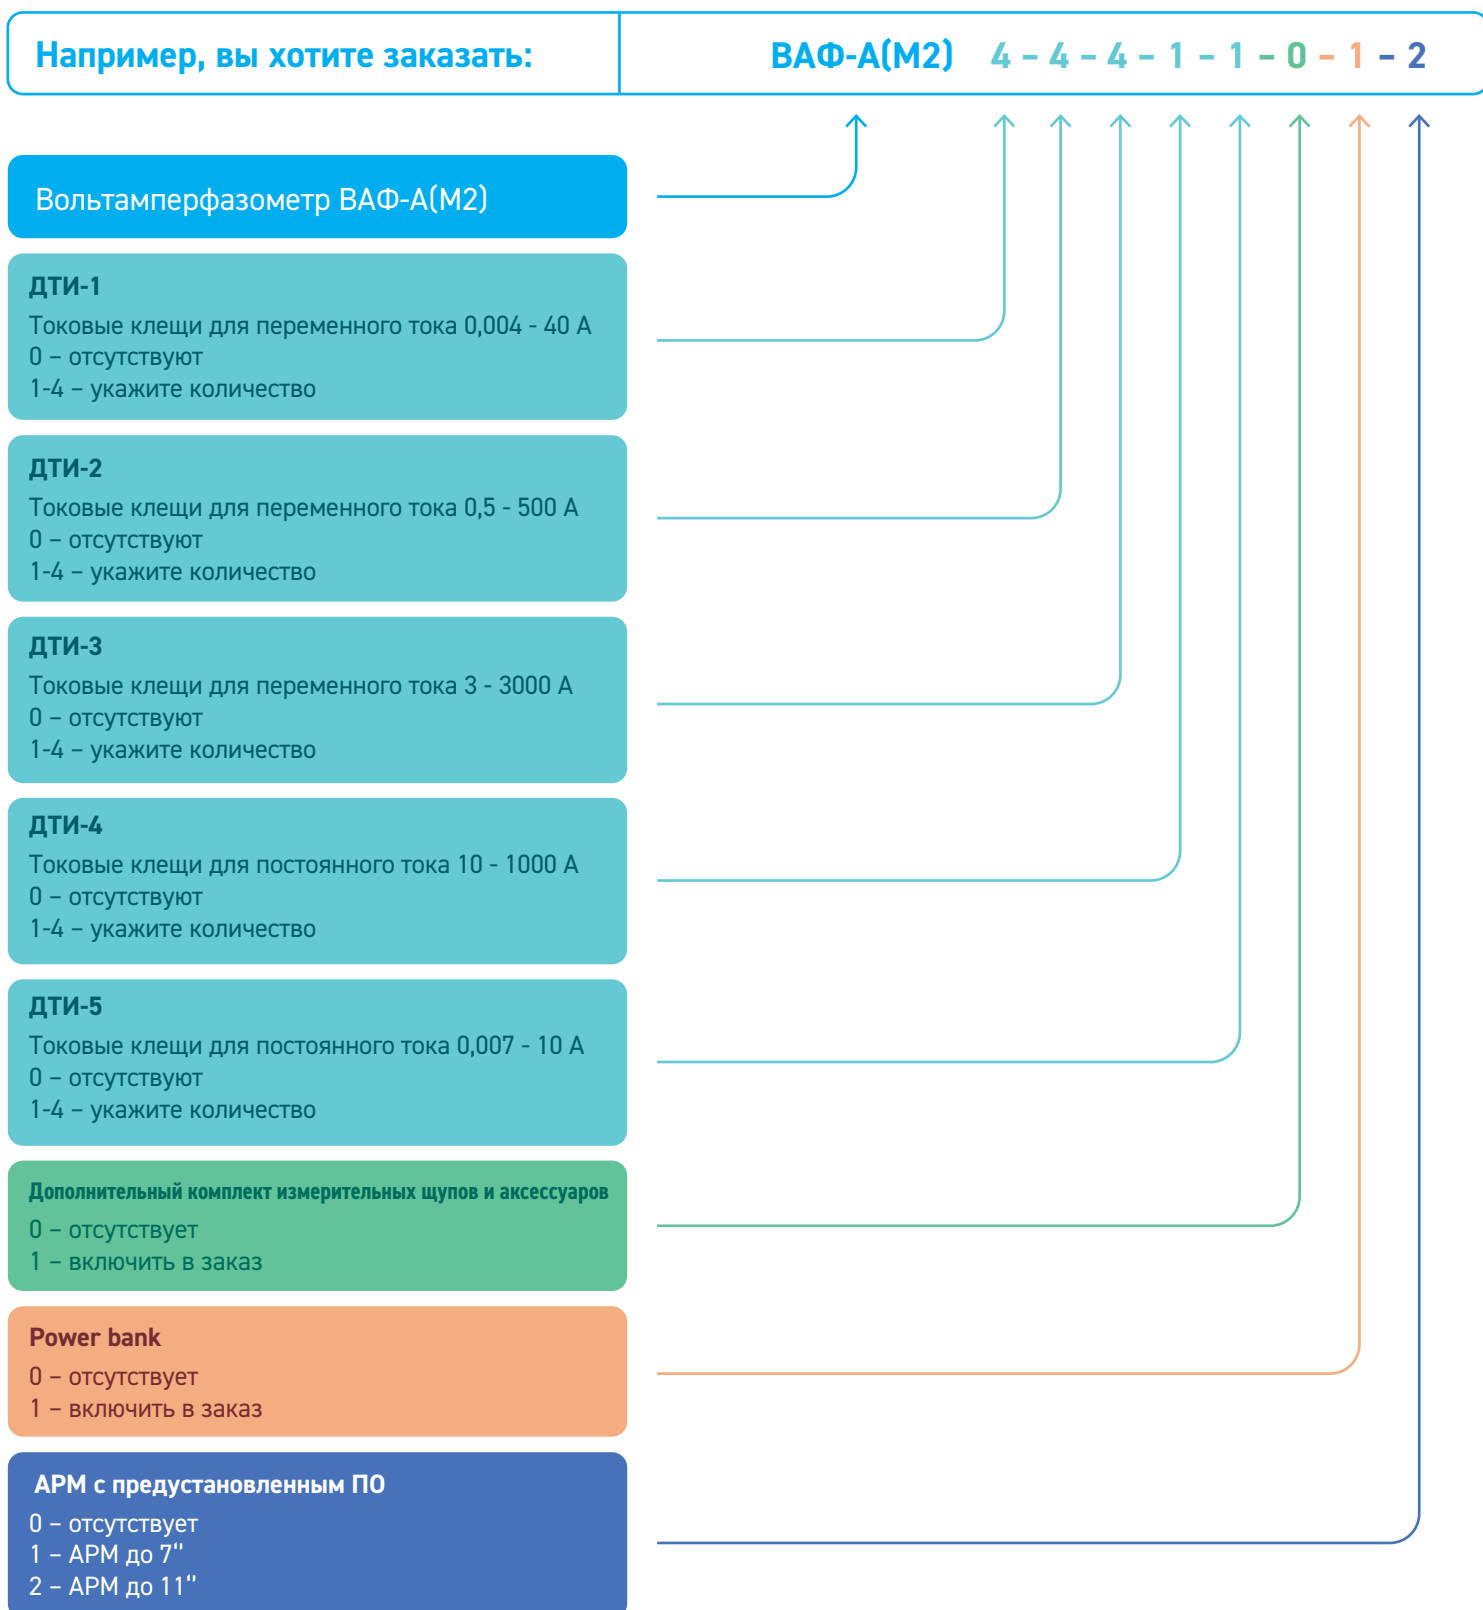 Например, вы хотите заказать:
ВАФ-А(М2) 4 – 4 – 4 – 1 – 1 – 0 – 1 – 2
Вольтамперфазометр ВАФ-А(М2)
ДТИ-1
Токовые клещи для переменного тока 0,004 - 40 А
0 – отсутствуют
1-4 – укажите количество
ДТИ-2
Токовые клещи для переменного тока 0,5 - 500 А
0 – отсутствуют
1-4 – укажите количество
ДТИ-3
Токовые клещи для переменного тока 3 - 3000 А
0 – отсутствуют
1-4 – укажите количество
ДТИ-4
Токовые клещи для постоянного тока 10 - 1000 А
0 – отсутствуют
1-4 – укажите количество
ДТИ-5
Токовые клещи для постоянного тока 0,007 - 10 А
0 – отсутствуют
1-4 – укажите количество
Дополнительный комплект измерительных щупов и аксессуаров
0 – отсутствует
1 – включить в заказ
Power bank
0 – отсутствует
1 – включить в заказ
АРМ с предустановленным ПО
0 – отсутствует
1 – АРМ до 7“
2 – АРМ до 11“